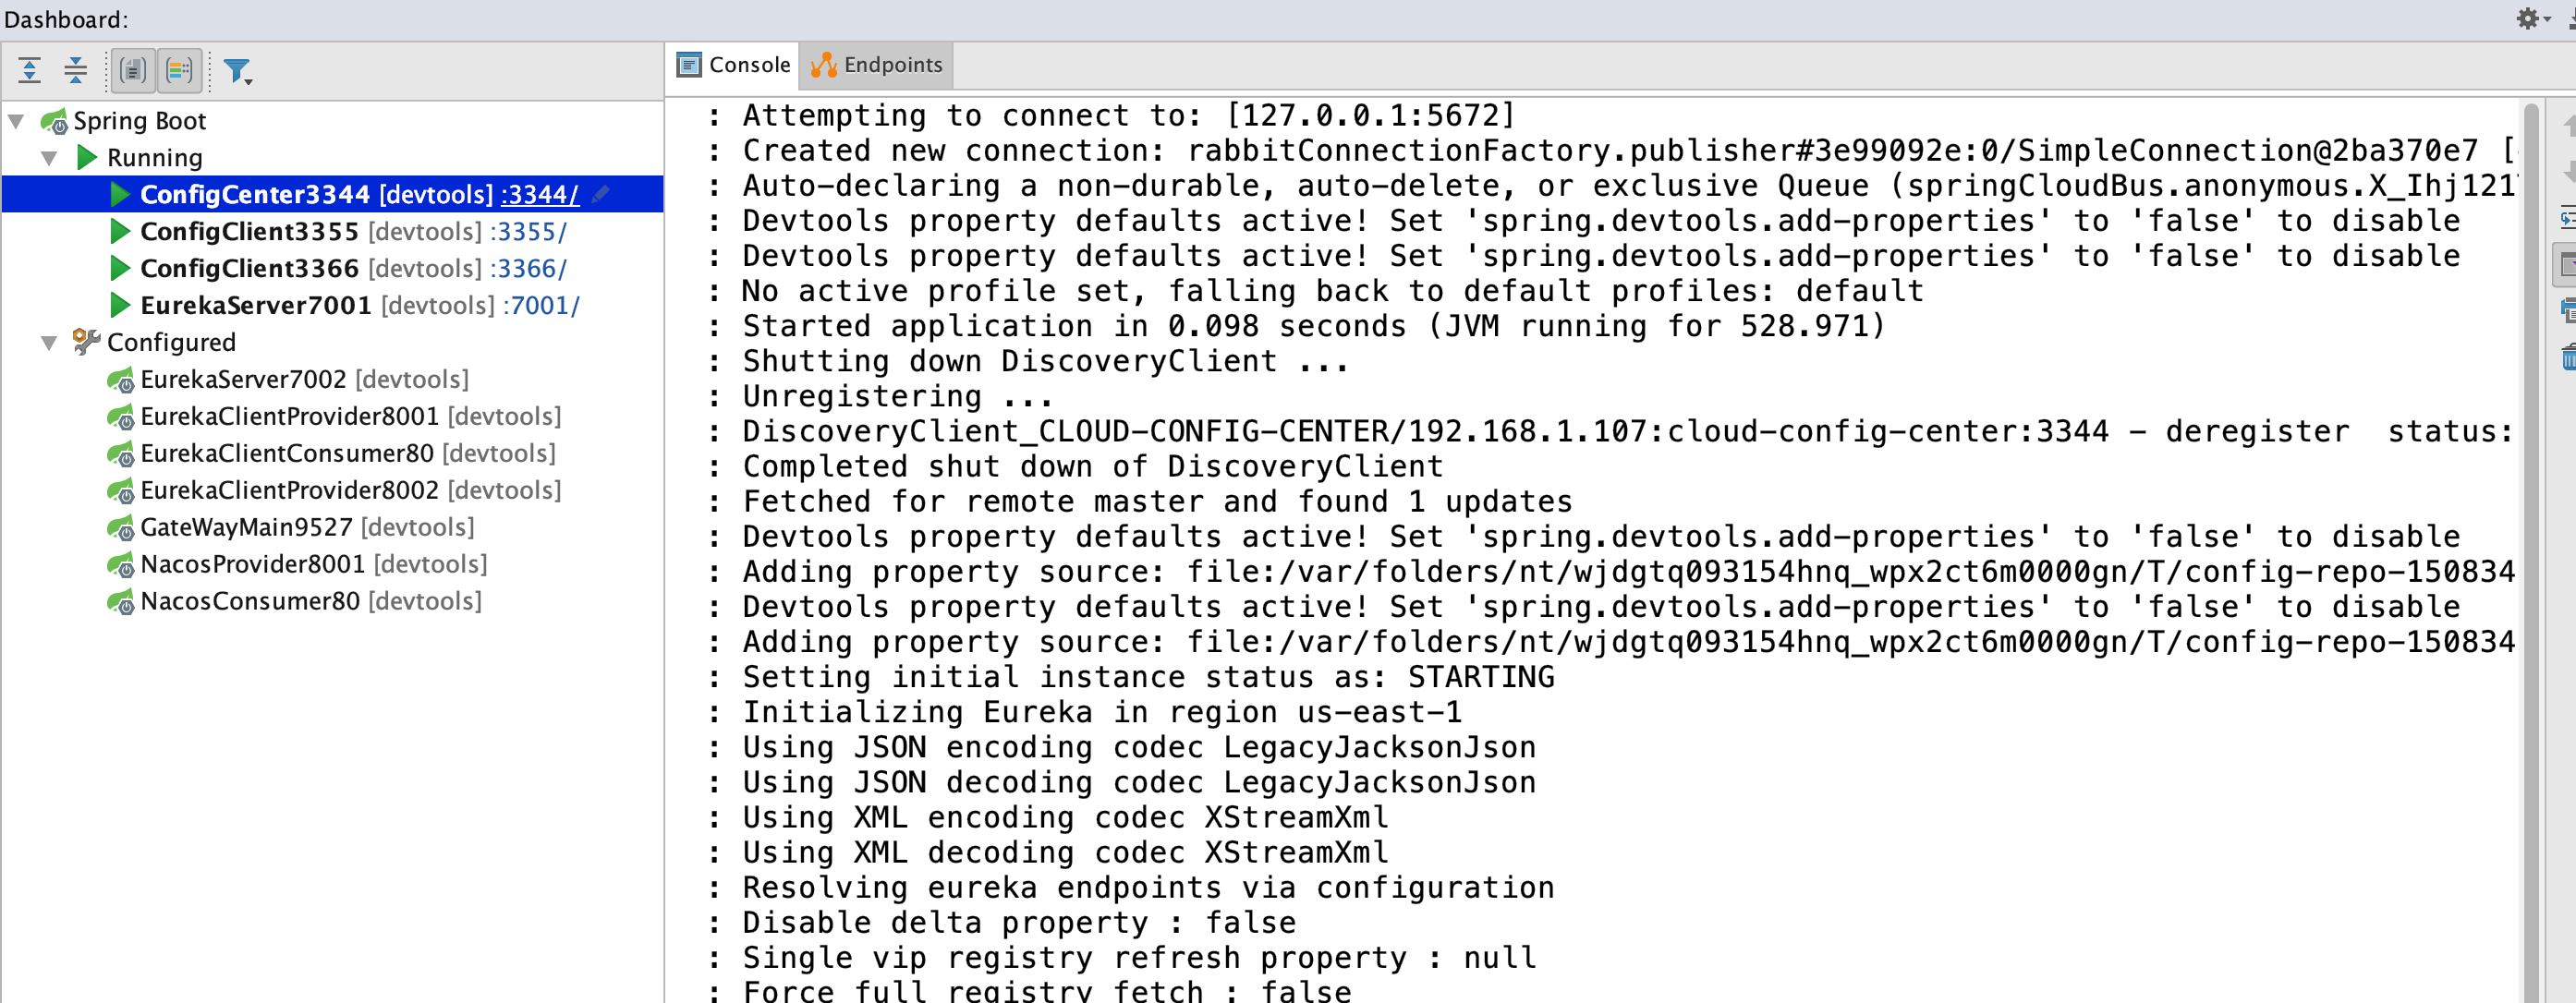 Dashboard:
Console
Endpoints
Spring Boot
Running
ConfigCenter3344 [devtools] :3344/
ConfigClient3355 [devtools] :3355/
ConfigClient3366 [devtools] :3366/
EurekaServer7001 [devtools] :7001/
Configured
EurekaServer7002 [devtools]
EurekaClientProvider8001 [devtools]
EurekaClientConsumer80 [devtools]
EurekaClientProvider8002 [devtools]
GateWayMain9527 [devtools]
NacosProvider8001 [devtools]
NacosConsumer80 [devtools]
: Attempting to connect to: [127.0.0.1:5672]
: Created new connection: rabbitConnectionFactory.publisher#3e99092e:0/SimpleConnection@2ba370e7 [
: Auto-declaring a non-durable, auto-delete, or exclusive Queue (springCloudBus.anonymous.X_Ihj121
: Devtools property defaults active! Set 'spring.devtools.add-properties' to 'false' to disable
: Devtools property defaults active! Set 'spring.devtools.add-properties' to 'false' to disable
: No active profile set, falling back to default profiles: default
: Started application in 0.098 seconds (JVM running for 528.971)
: Shutting down DiscoveryClient ...
: Unregistering ...
: DiscoveryClient_CLOUD-CONFIG-CENTER/192.168.1.107:cloud-config-center:3344 - deregister  status:
: Completed shut down of DiscoveryClient
: Fetched for remote master and found 1 updates
: Devtools property defaults active! Set 'spring.devtools.add-properties' to 'false' to disable
: Adding property source: file:/var/folders/nt/wjdgtq093154hnq_wpx2ct6m0000gn/T/config-repo-150834
: Devtools property defaults active! Set 'spring.devtools.add-properties' to 'false' to disable
: Adding property source: file:/var/folders/nt/wjdgtq093154hnq_wpx2ct6m0000gn/T/config-repo-150834
: Setting initial instance status as: STARTING
: Initializing Eureka in region us-east-1
: Using JSON encoding codec LegacyJacksonJson
: Using JSON decoding codec LegacyJacksonJson
: Using XML encoding codec XStreamXml
: Using XML decoding codec XStreamXml
: Resolving eureka endpoints via configuration
: Disable delta property : false
: Single vip registry refresh property : null
: Force full registry fetch : false